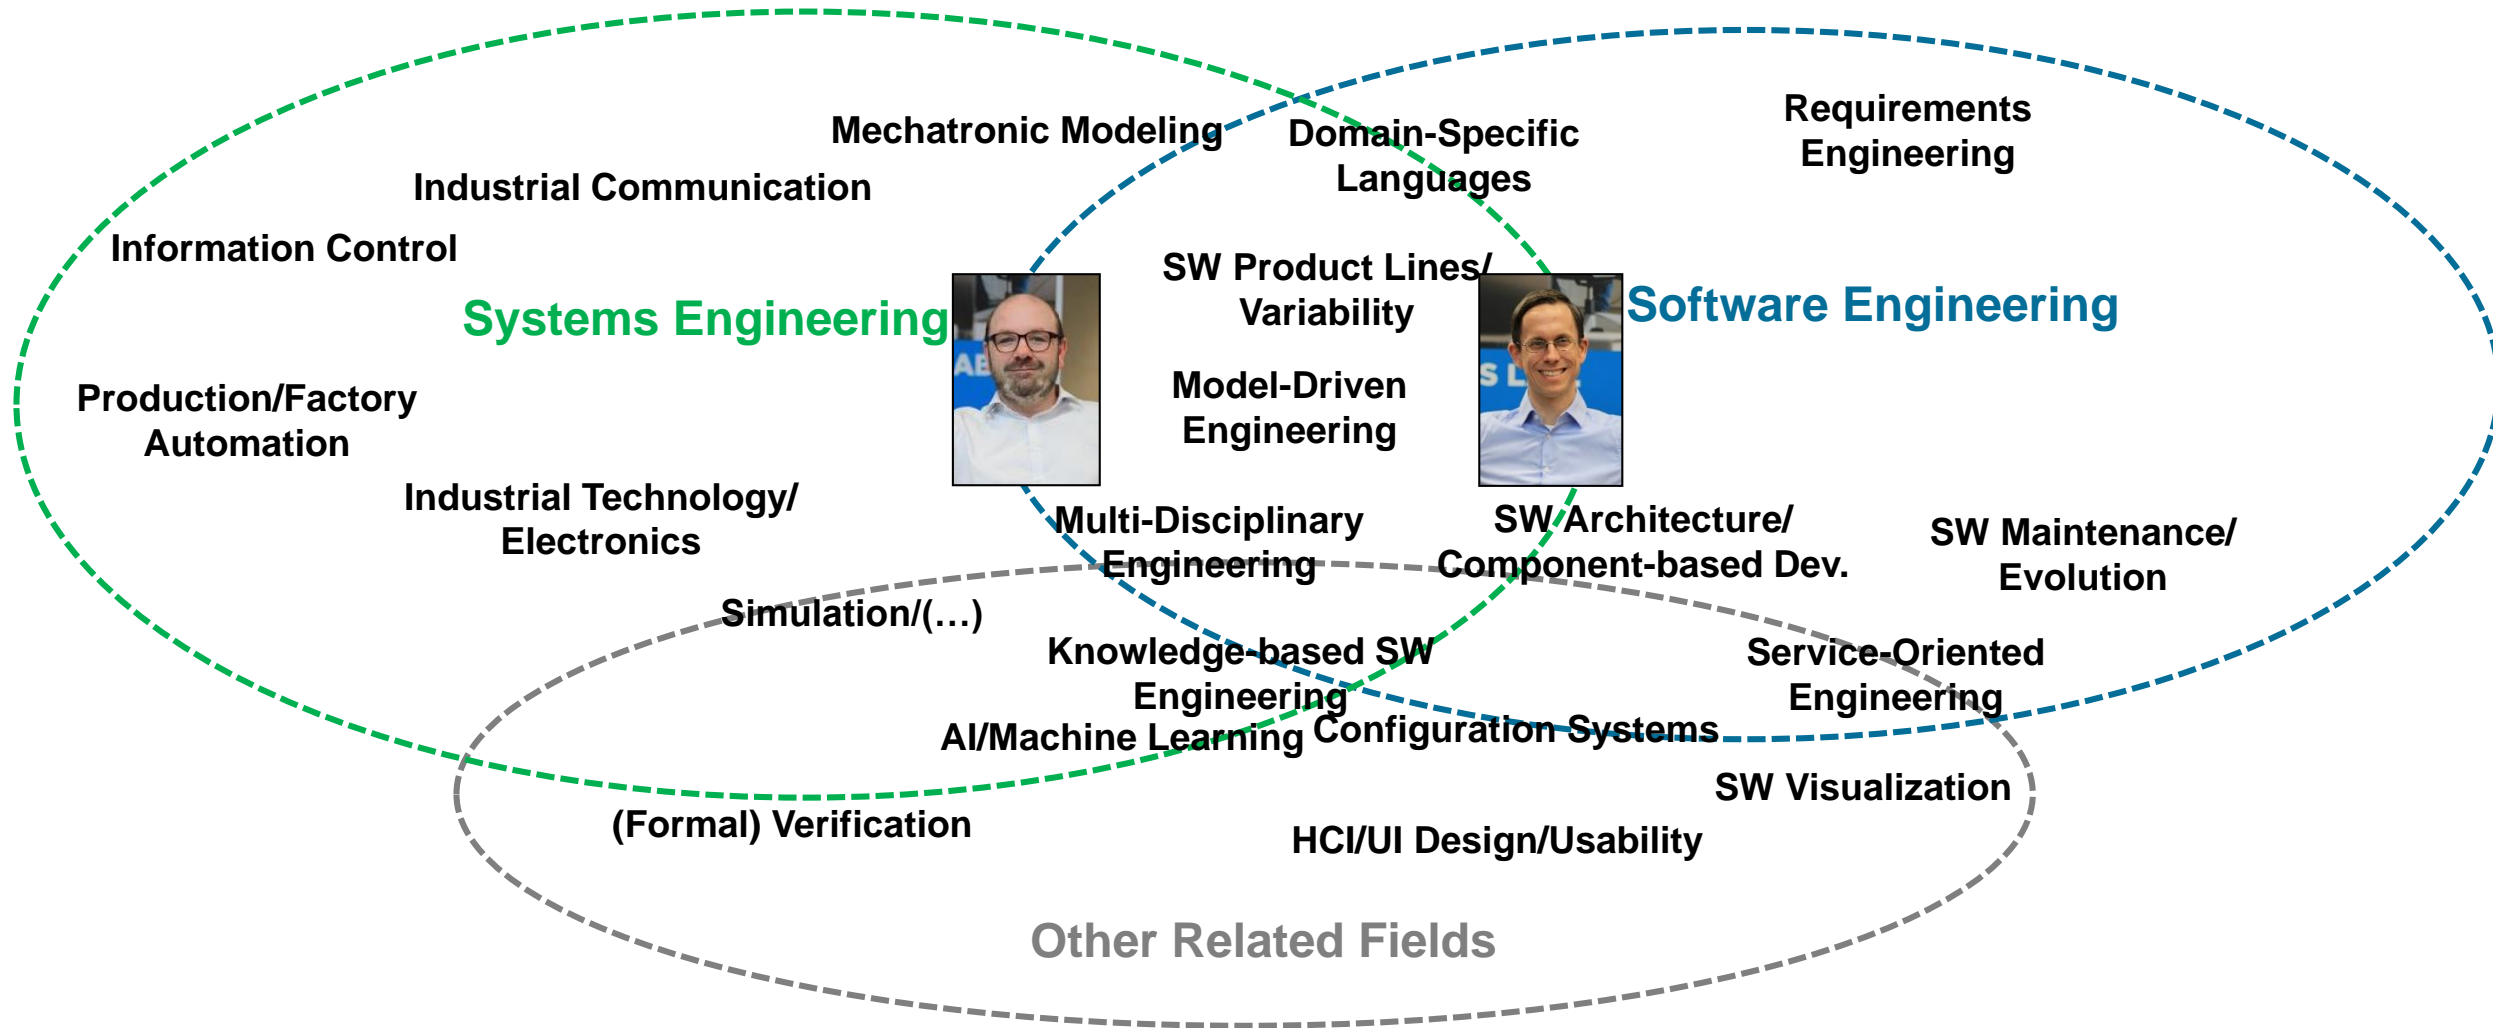 Mechatronic Modeling
Domain-Specific
Languages
Requirements
Engineering
Industrial Communication
Information Control
SW Product Lines/
Variability
Systems Engineering
Software Engineering
AB
S L
Production/Factory
Automation
Model-Driven
Engineering
Industrial Technology/
Electronics
Multi-Disciplinary
Engineering
SW Architecture/
Component-based Dev.
SW Maintenance/
Evolution
Simulation/(…)
Knowledge-based SW
Engineering
Service-Oriented
Engineering
AI/Machine Learning
Configuration Systems
SW Visualization
(Formal) Verification
HCI/UI Design/Usability
Other Related Fields